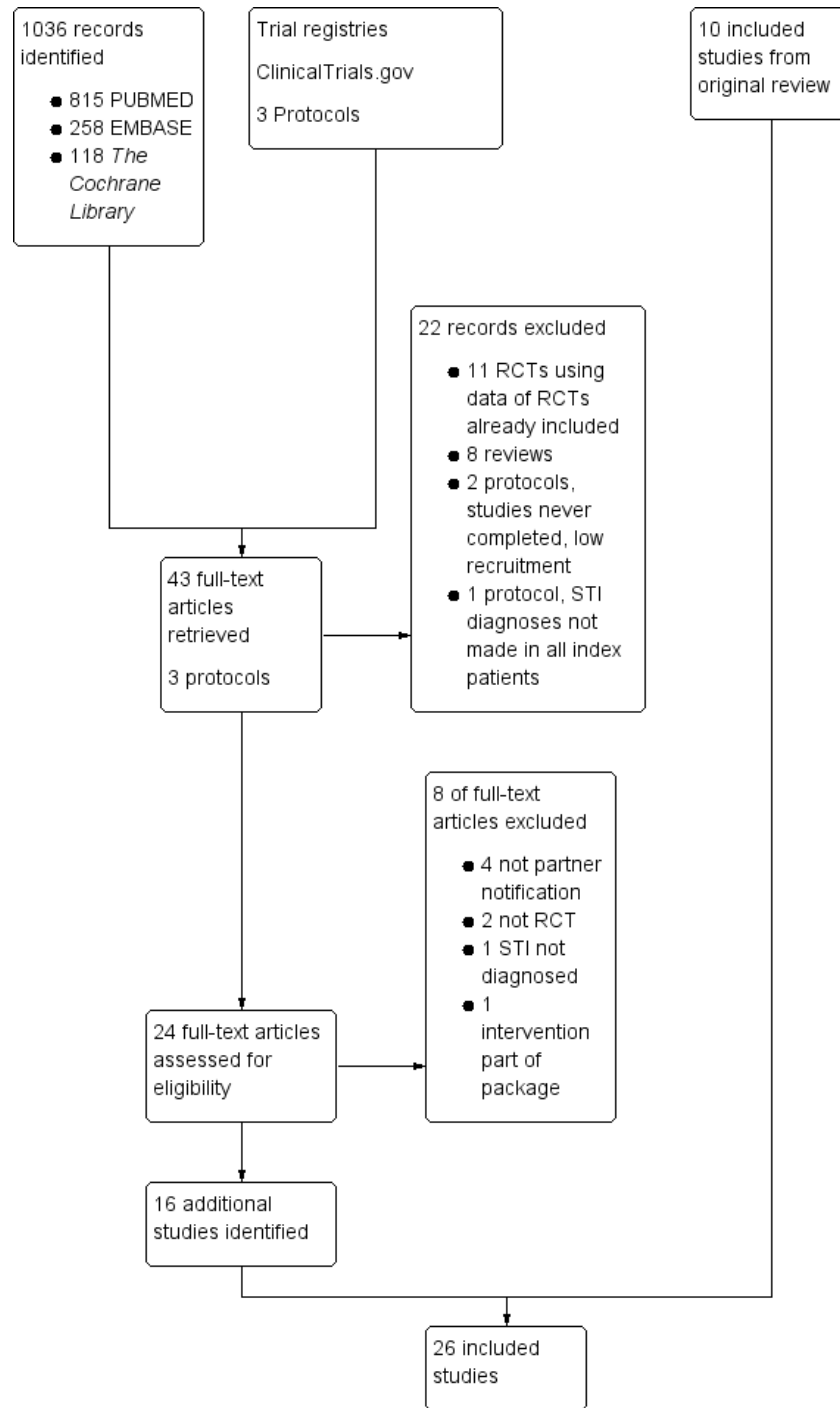 1036 records
identified
● 815 PUBMED
● 258 EMBASE
● 118 The
Cochrane
Library
Trial registries
ClinicalTrials.gov
3 Protocols
10 included
studies from
original review
22 records excluded
● 11 RCTs using
data of RCTs
already included
● 8 reviews
● 2 protocols,
studies never
completed, low
recruitment
● 1 protocol, STI
diagnoses not
made in all index
patients
43 full-text
articles
retrieved
3 protocols
8 of full-text
articles excluded
● 4 not partner
notification
● 2 not RCT
● 1 STI not
diagnosed
● 1
intervention
part of
package
24 full-text articles
assessed for
eligibility
16 additional
studies identified
26 included
studies